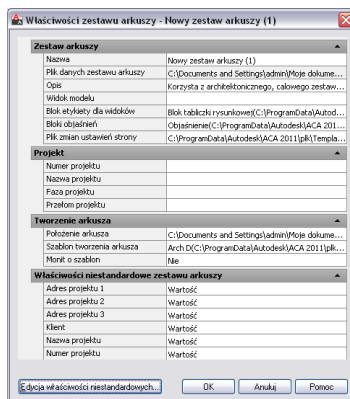 Właściwości zestawu arkuszy - Nowy zestaw arkuszy (1)
Zestaw arkuszy
Nazwa Nowy zestaw arkuszy (1)
Plik danych zestawu arkuszy C:\Documents and Settings\admin\Moje dokume...
Opis Korzysta z architektonicznego, calowego zestaw...
Widok modelu
Blok etykiety dla widoków Blok tabliczki rysunkowej(C:\ProgramData\Autod...
Bloki objaśnień Objaśnienie(C:\ProgramData\Autodesk\ACA 201...
Plik zmian ustawień strony C:\ProgramData\Autodesk\ACA 2011\plk\Templa...
Projekt
Numer projektu
Nazwa projektu
Faza projektu
Przełom projektu
Tworzenie arkusza
Położenie arkusza C:\Documents and Settings\admin\Moje dokume...
Szablon tworzenia arkusza Arch D(C:\ProgramData\Autodesk\ACA 2011\plk...
Monit o szablon Nie
Właściwości niestandardowe zestawu arkuszy
Adres projektu 1 Wartość
Adres projektu 2 Wartość
Adres projektu 3 Wartość
Klient Wartość
Nazwa projektu Wartość
Numer projektu Wartość
Edycja właściwości niestandardowych... OK Anuluj Pomoc